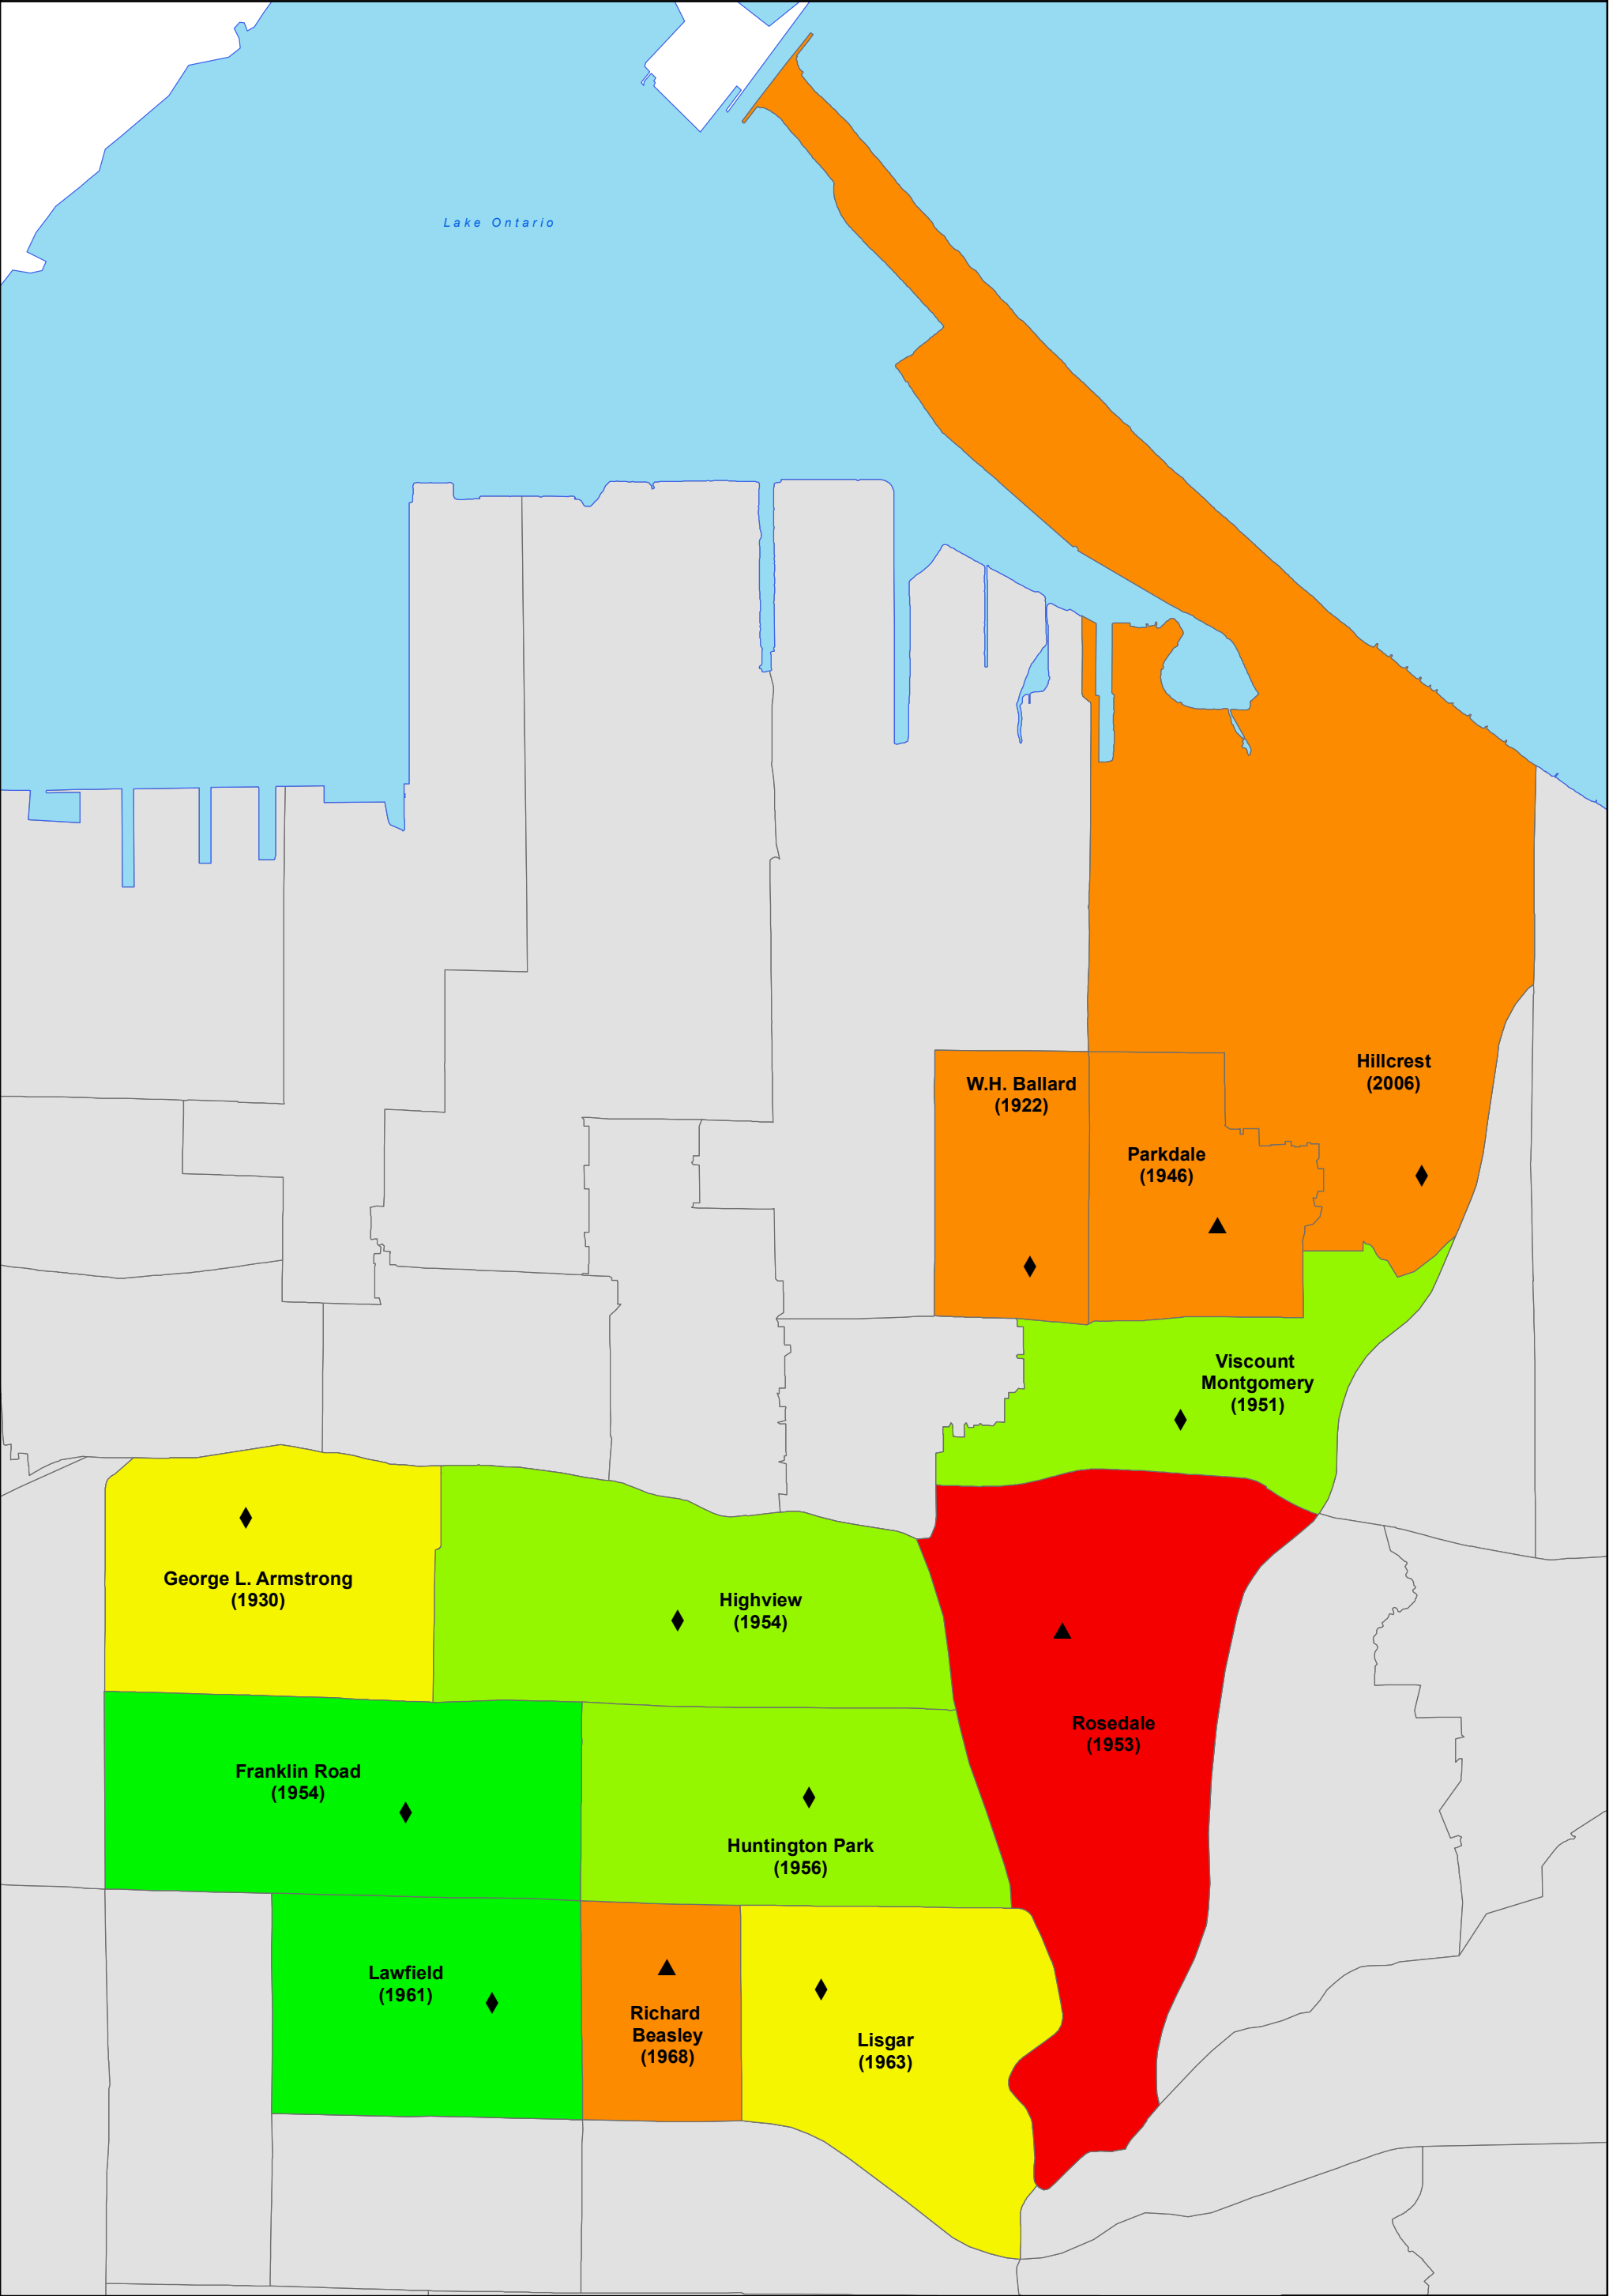 Lake Ontario
Hillcrest
(2006)
W.H. Ballard
(1922)
Parkdale
(1946)
Viscount
Montgomery
(1951)
George L. Armstrong
(1930)
Highview
(1954)
Rosedale
(1953)
Franklin Road
(1954)
Huntington Park
(1956)
Lawfield
(1961)
Richard
Beasley
(1968)
Lisgar
(1963)